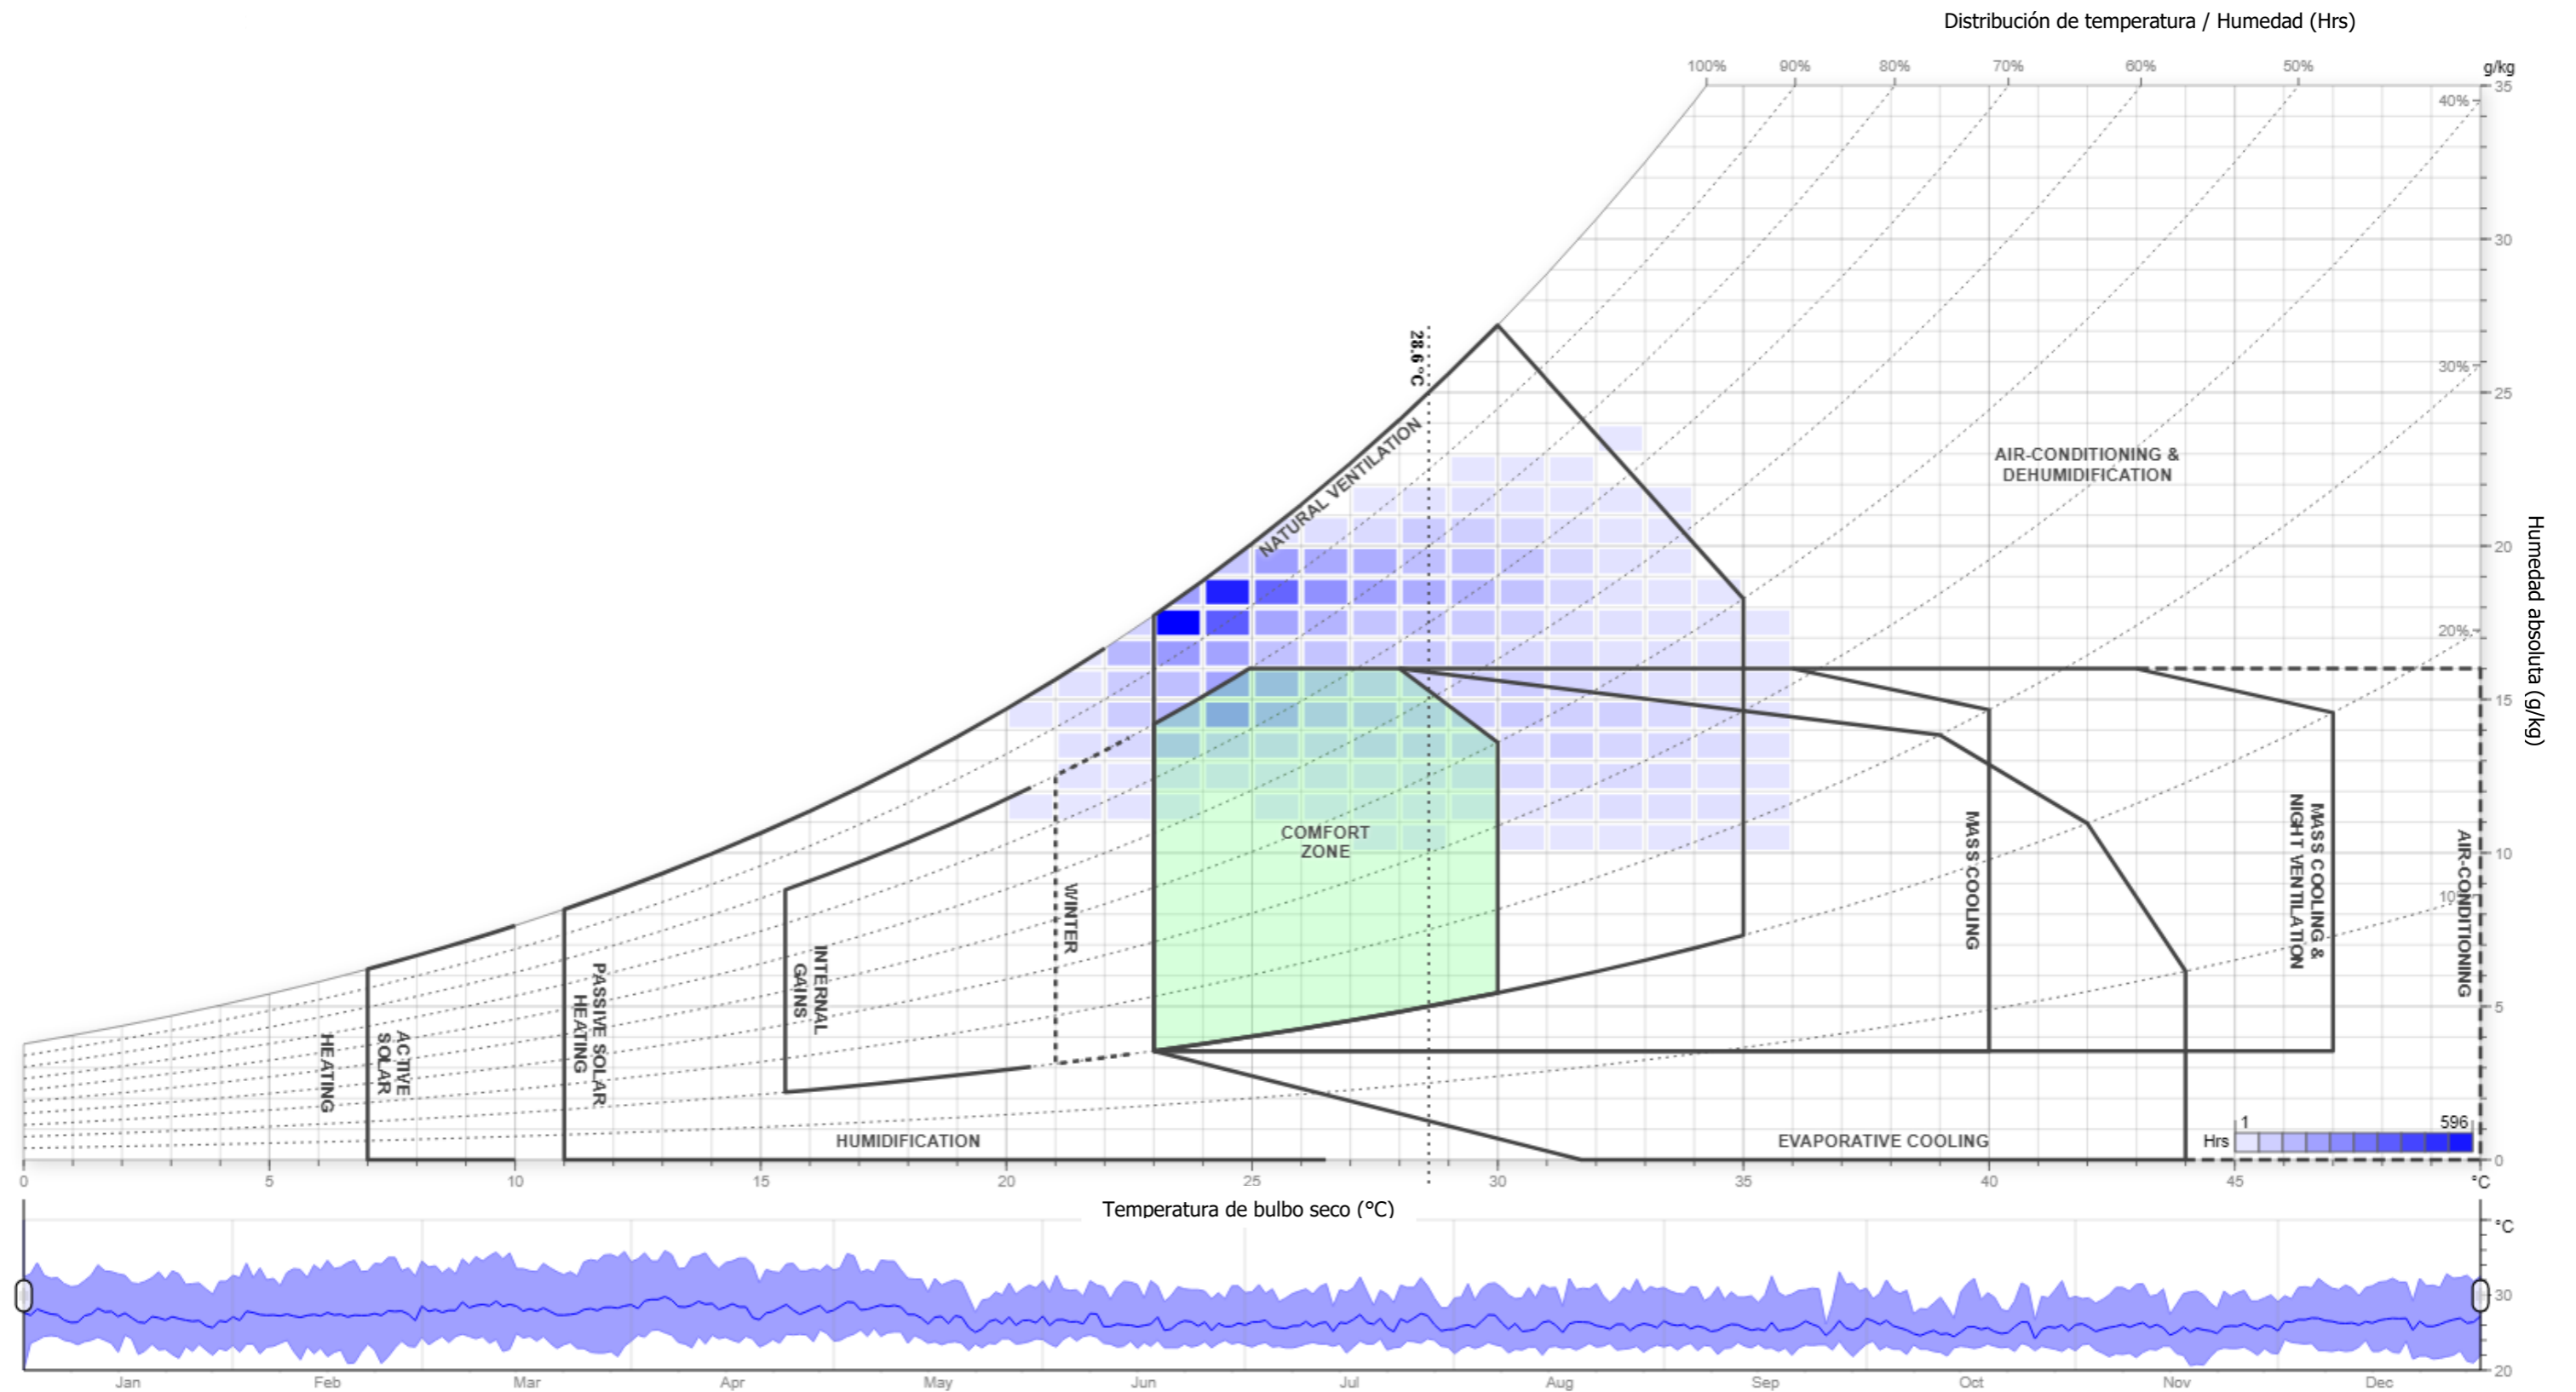 Distribución de temperatura / Humedad (Hrs)
100% 90% 80% 70% 60% 50% g/kg
35
40%
30
28.6 °C
30%
25
NATURAL VENTILATION
AIR-CONDITIONING &
DEHUMIDIFICATION
20
Humedad absoluta (g/kg)
20%
15
COMFORT
ZONE
10
MASS COOLING
MASS COOLING &
NIGHT VENTILATION
AIR-CONDITIONING
10%
WINTER
INTERNAL
GAINS
PASSIVE SOLAR
HEATING
ACTIVE
SOLAR
HEATING
5
HUMIDIFICATION
EVAPORATIVE COOLING
1 596
Hrs
0
0 5 10 15 20 25 30 35 40 45 °C
Temperatura de bulbo seco (°C)
°C
30
20
Jan Feb Mar Apr May Jun Jul Aug Sep Oct Nov Dec